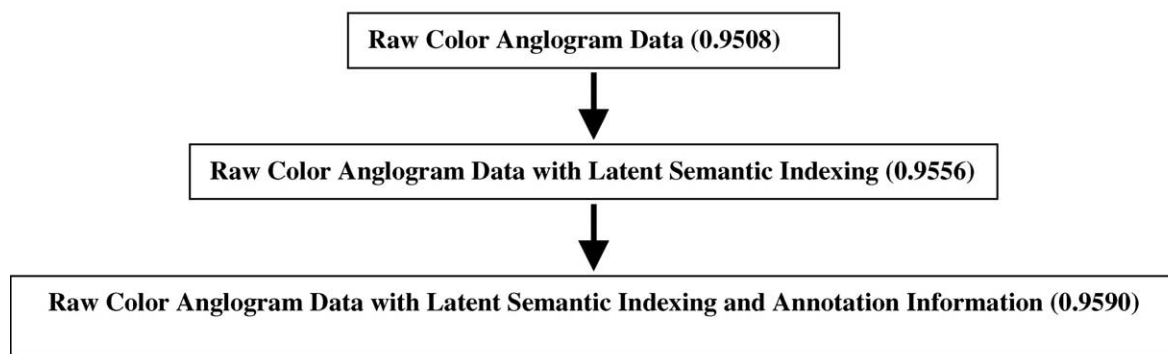 Raw Color Anglogram Data (0.9508)
Raw Color Anglogram Data with Latent Semantic Indexing (0.9556)
Raw Color Anglogram Data with Latent Semantic Indexing and Annotation Information (0.9590)